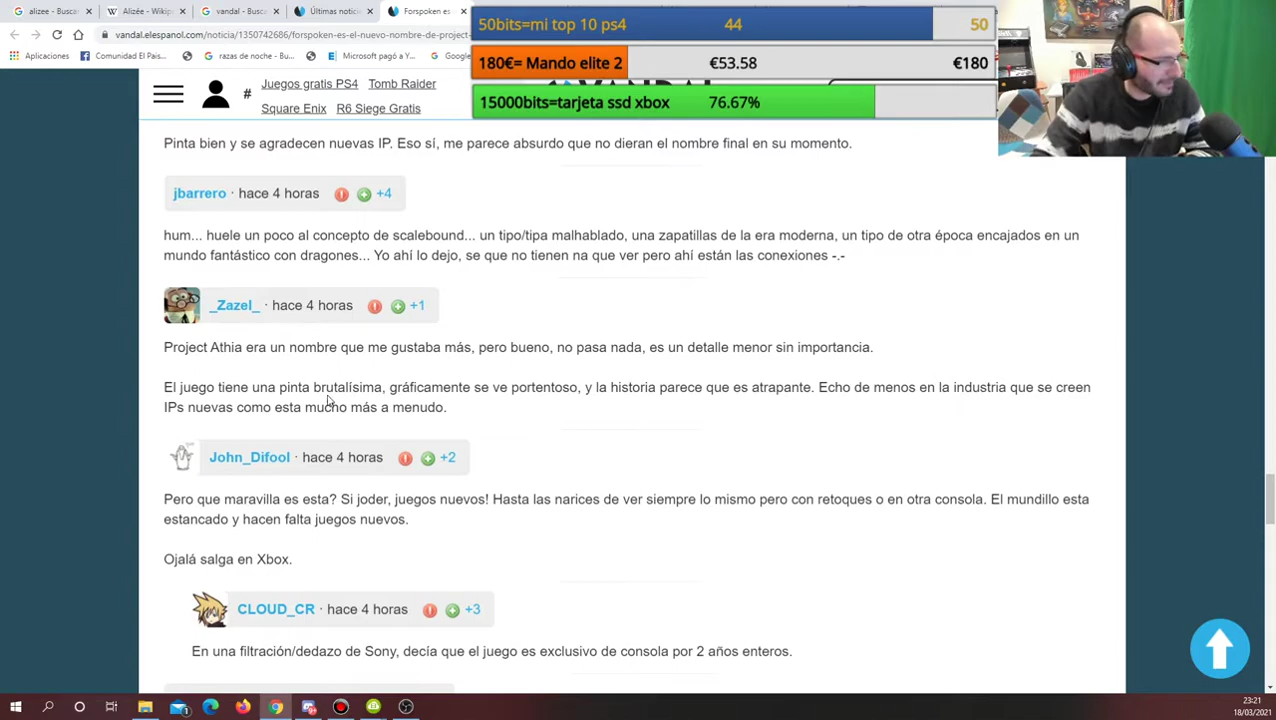 alizee - Buscar
Alizée - Wikipe
vandal - Busca
Últimas notici
Forspoken es
vandal.elespanol.com/noticia/1350742686/forspoken-es-el-nuevo-nombre-de-project-
Aplicaciones
Comunidad El Pais
razas de noche - B...
Microsoft pagó a Y...
Google
50bits=mi top 10 ps4 44 50
180€= Mando elite 2 €53.58 €180
15000bits=tarjeta ssd xbox 76.67%
# Juegos gratis PS4 Tomb Raider
Square Enix R6 Siege Gratis
Pinta bien y se agradecen nuevas IP. Eso sí, me parece absurdo que no dieran el nombre final en su momento.
jbarrero · hace 4 horas +4
hum... huele un poco al concepto de scalebound... un tipo/tipa malhablado, una zapatillas de la era moderna, un tipo de otra época encajados en un
mundo fantástico con dragones... Yo ahí lo dejo, se que no tienen na que ver pero ahí están las conexiones -.-
_Zazel_ · hace 4 horas +1
Project Athia era un nombre que me gustaba más, pero bueno, no pasa nada, es un detalle menor sin importancia.
El juego tiene una pinta brutalísima, gráficamente se ve portentoso, y la historia parece que es atrapante. Echo de menos en la industria que se creen
IPs nuevas como esta mucho más a menudo.
John_Difool · hace 4 horas +2
Pero que maravilla es esta? Si joder, juegos nuevos! Hasta las narices de ver siempre lo mismo pero con retoques o en otra consola. El mundillo esta
estancado y hacen falta juegos nuevos.
Ojalá salga en Xbox.
CLOUD_CR · hace 4 horas +3
En una filtración/dedazo de Sony, decía que el juego es exclusivo de consola por 2 años enteros.
23:21
18/03/2021